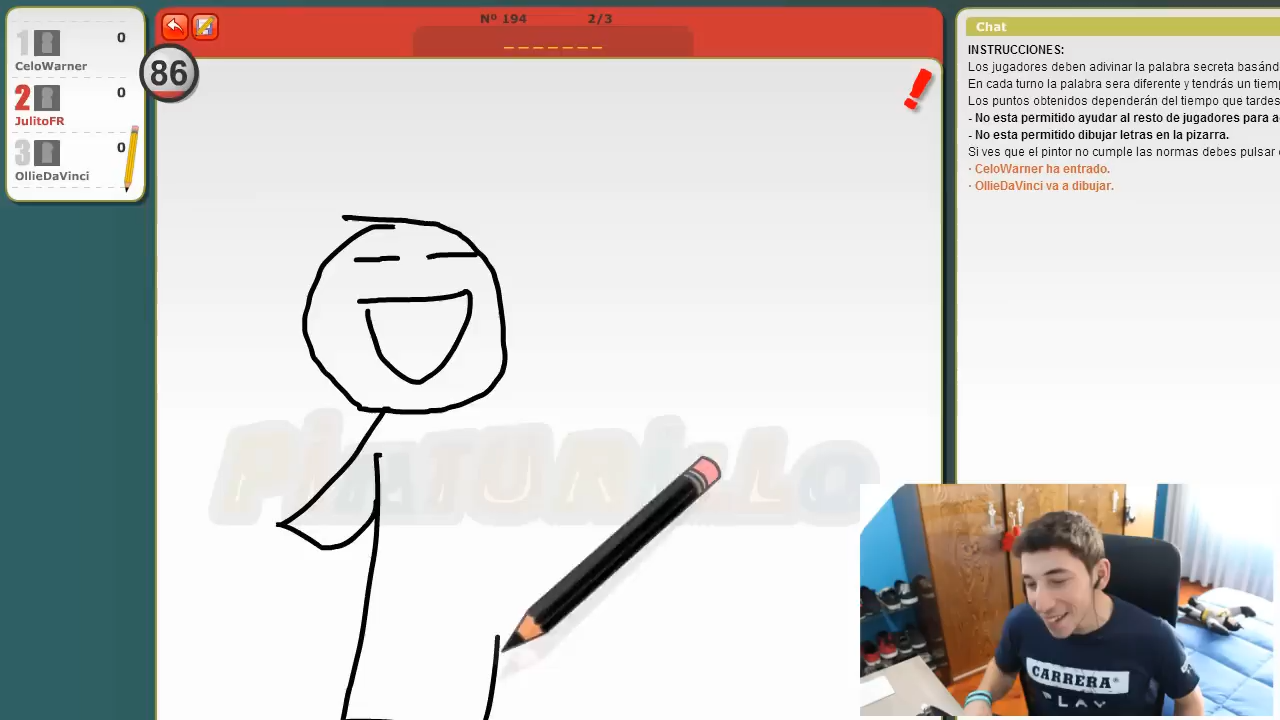 Nº 194 2/3
_ _ _ _ _ _ _
86
1 0
CeloWarner
2 0
JulitoFR
3 0
OllieDaVinci
Chat
INSTRUCCIONES:
Los jugadores deben adivinar la palabra secreta basánd
En cada turno la palabra sera diferente y tendrás un tiem
Los puntos obtenidos dependerán del tiempo que tardes
- No esta permitido ayudar al resto de jugadores para a
- No esta permitido dibujar letras en la pizarra.
Si ves que el pintor no cumple las normas debes pulsar
· CeloWarner ha entrado.
· OllieDaVinci va a dibujar.
PinTURiLLO
CARRERA
PLAY